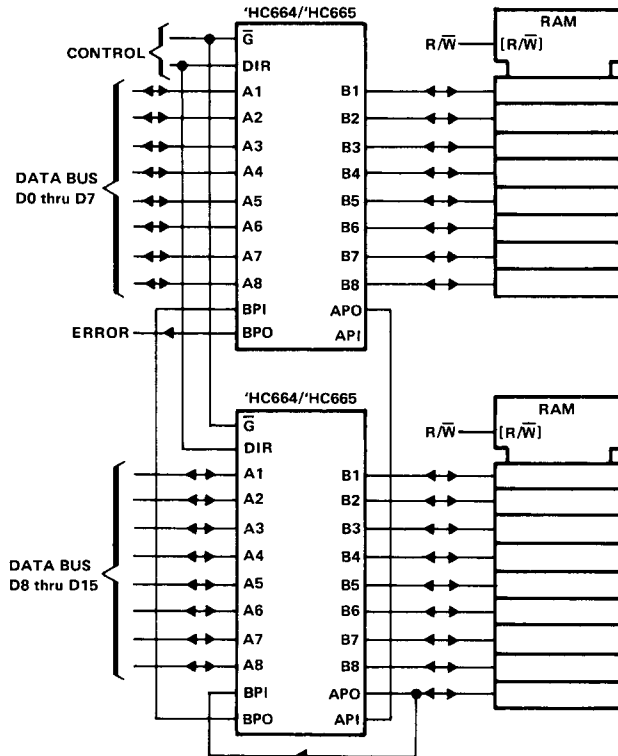 'HC664/'HC665
RAM
CONTROL
G̅
DIR
R/W̅
[R/W̅]
DATA BUS
D0 thru D7
A1
A2
A3
A4
A5
A6
A7
A8
BPI
BPO
B1
B2
B3
B4
B5
B6
B7
B8
APO
API
ERROR
'HC664/'HC665
RAM
G̅
DIR
R/W̅
[R/W̅]
DATA BUS
D8 thru D15
A1
A2
A3
A4
A5
A6
A7
A8
BPI
BPO
B1
B2
B3
B4
B5
B6
B7
B8
APO
API